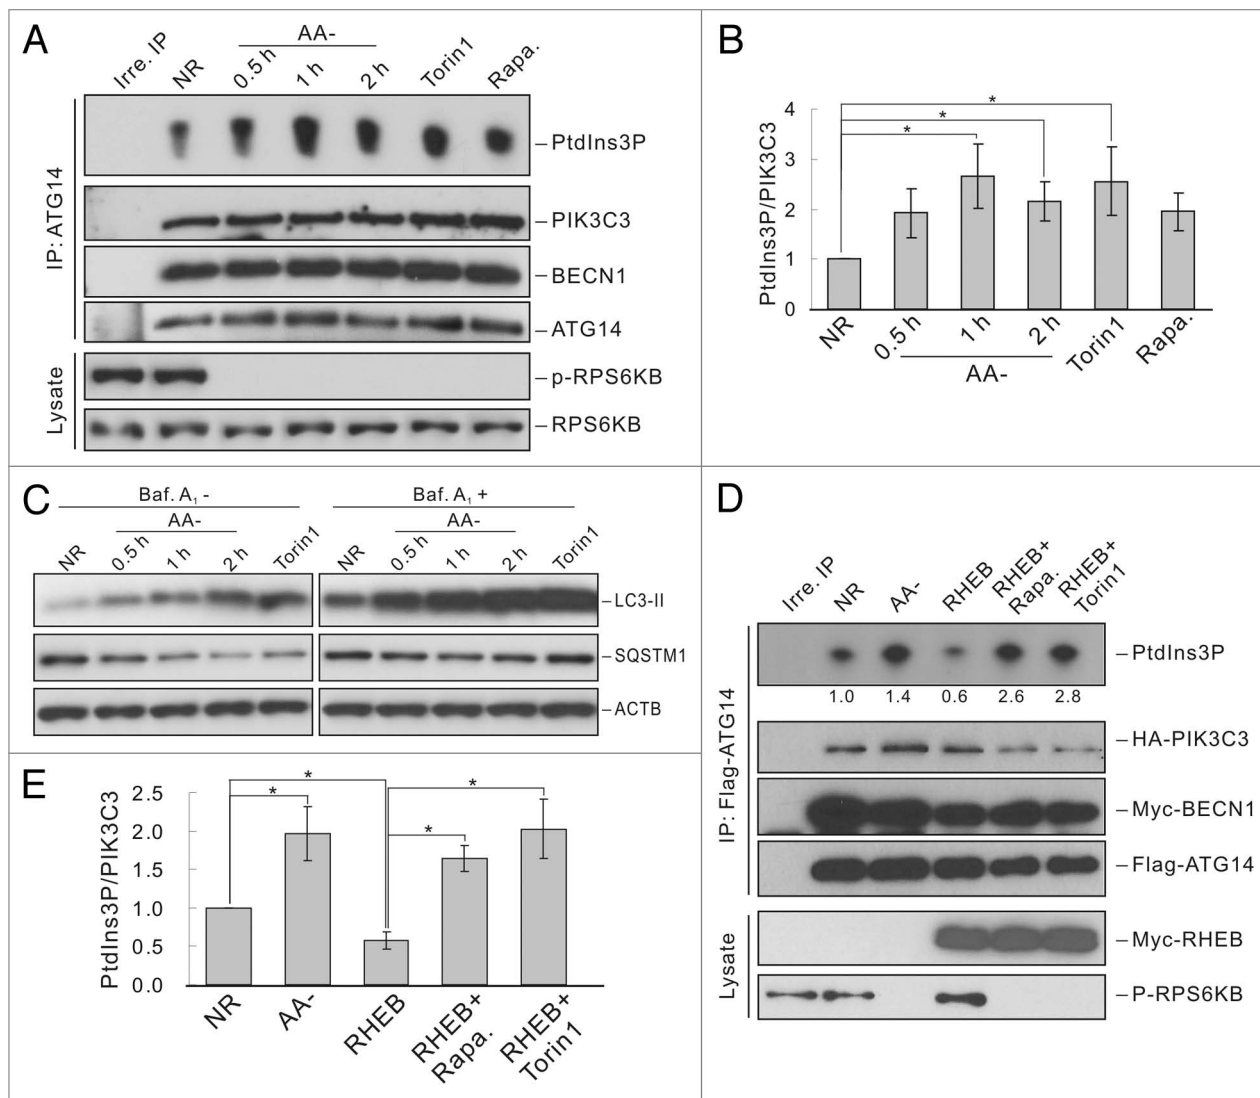 A
Irre. IP
NR
AA-
0.5 h
1 h
2 h
Torin1
Rapa.
IP: ATG14
PtdIns3P
PIK3C3
BECN1
ATG14
Lysate
p-RPS6KB
RPS6KB
B
PtdIns3P/PIK3C3
4
3
2
1
0
*
*
*
NR
0.5 h
1 h
2 h
AA-
Torin1
Rapa.
C
Baf. A1 -
Baf. A1 +
AA-
AA-
NR
0.5 h
1 h
2 h
Torin1
NR
0.5 h
1 h
2 h
Torin1
LC3-II
SQSTM1
ACTB
D
Irre. IP
NR
AA-
RHEB
RHEB+
Rapa.
RHEB+
Torin1
IP: Flag-ATG14
PtdIns3P
1.0 1.4 0.6 2.6 2.8
HA-PIK3C3
Myc-BECN1
Flag-ATG14
Lysate
Myc-RHEB
P-RPS6KB
E
PtdIns3P/PIK3C3
2.5
2.0
1.5
1.0
0.5
0.0
*
*
*
*
NR
AA-
RHEB
RHEB+
Rapa.
RHEB+
Torin1